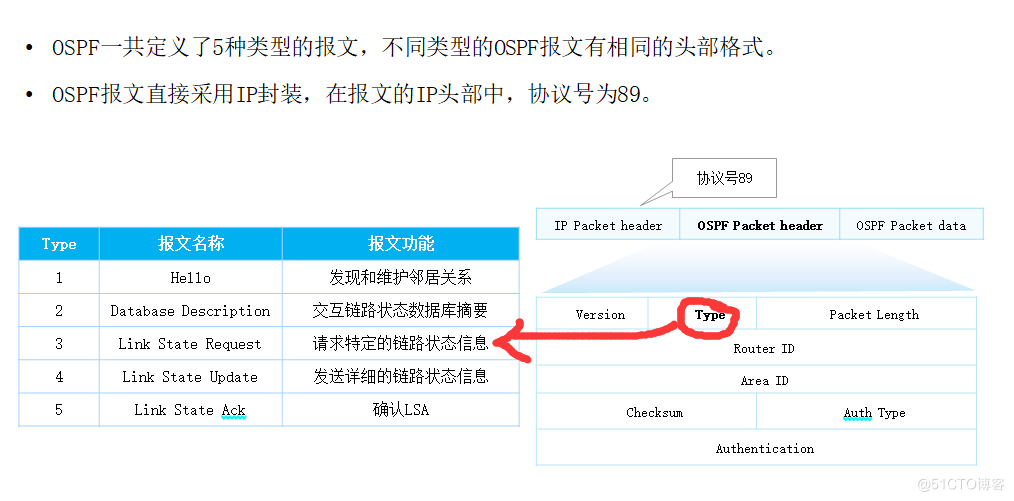 • OSPF一共定义了5种类型的报文，不同类型的OSPF报文有相同的头部格式。
• OSPF报文直接采用IP封装，在报文的IP头部中，协议号为89。
协议号89
IP Packet header OSPF Packet header OSPF Packet data
Type 报文名称 报文功能
1 Hello 发现和维护邻居关系
2 Database Description 交互链路状态数据库摘要
3 Link State Request 请求特定的链路状态信息
4 Link State Update 发送详细的链路状态信息
5 Link State Ack 确认LSA
Version Type Packet Length
Router ID
Area ID
Checksum Auth Type
Authentication
@51CTO博客